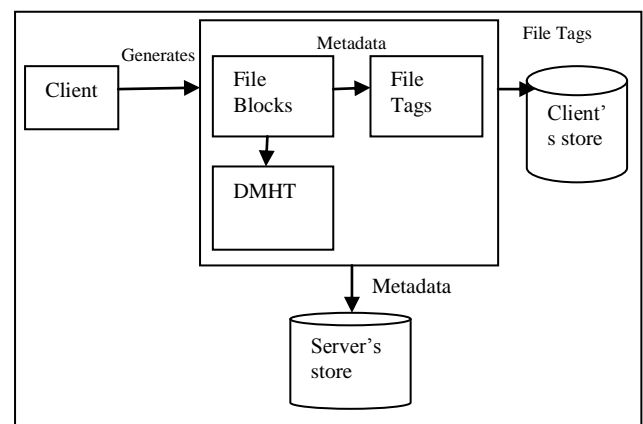 File Tags
Generates
Metadata
Client
File
Blocks
File
Tags
Client’
s store
DMHT
Metadata
Server’s
store